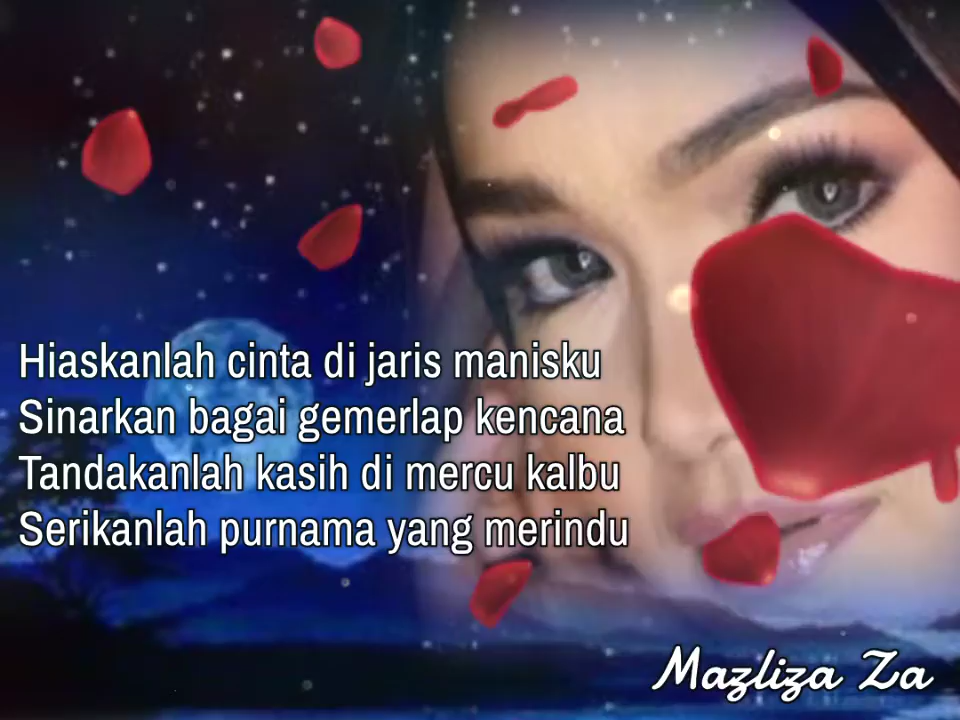 Hiaskanlah cinta di jaris manisku
Sinarkan bagai gemerlap kencana
Tandakanlah kasih di mercu kalbu
Serikanlah purnama yang merindu
Mazliza Za